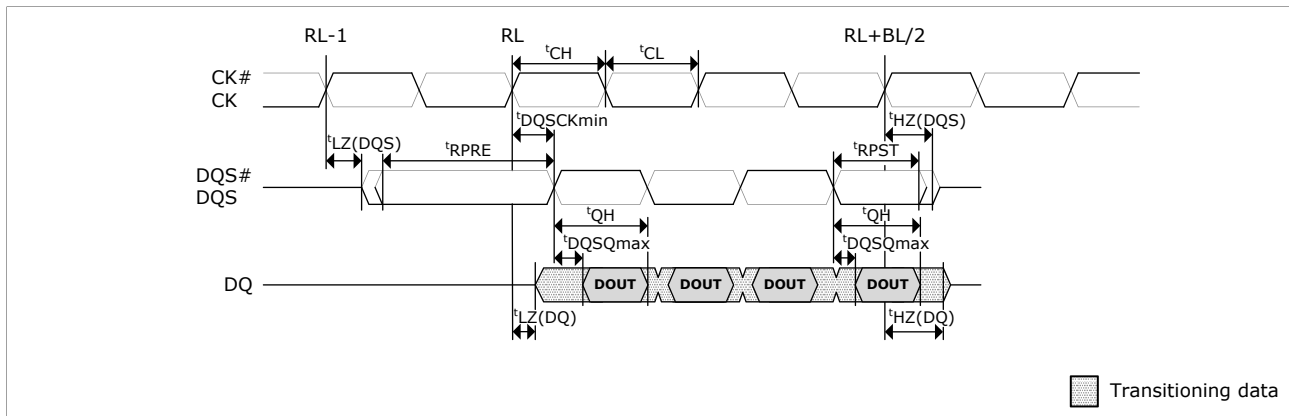 RL-1 RL RL+BL/2
tCH tCL
CK#
CK
tDQSCKmin tHZ(DQS)
tLZ(DQS) tRPRE tRPST
DQS#
DQS
tQH tQH
tDQSQmax tDQSQmax
DQ DOUT DOUT DOUT DOUT
tLZ(DQ) tHZ(DQ)
Transitioning data